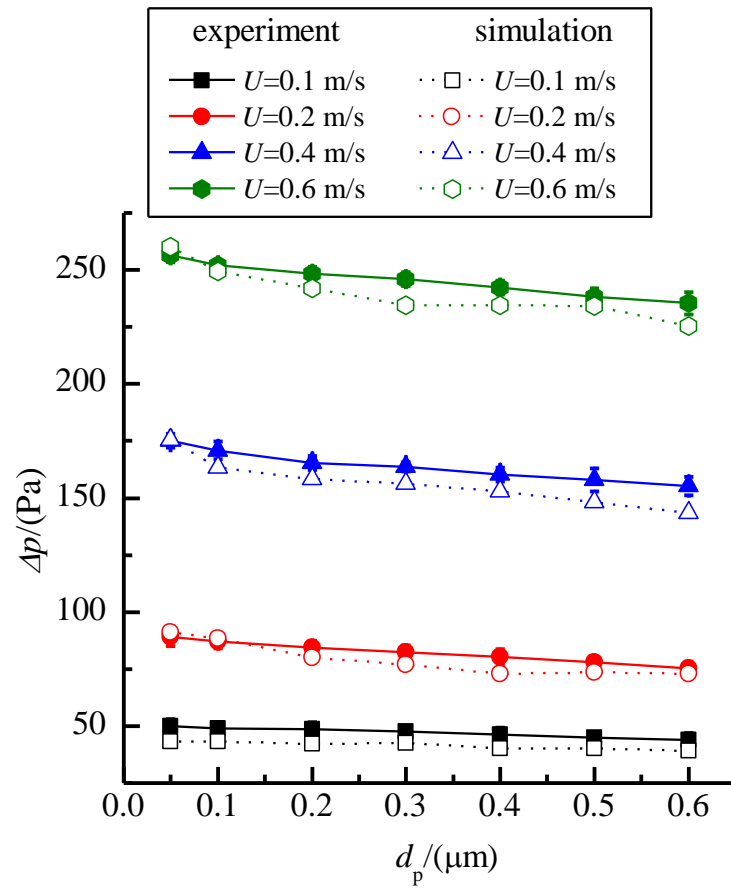 experiment simulation
U=0.1 m/s U=0.1 m/s
U=0.2 m/s U=0.2 m/s
U=0.4 m/s U=0.4 m/s
U=0.6 m/s U=0.6 m/s
250
200
150
100
50
Δp/(Pa)
0.0 0.1 0.2 0.3 0.4 0.5 0.6
dp/(μm)